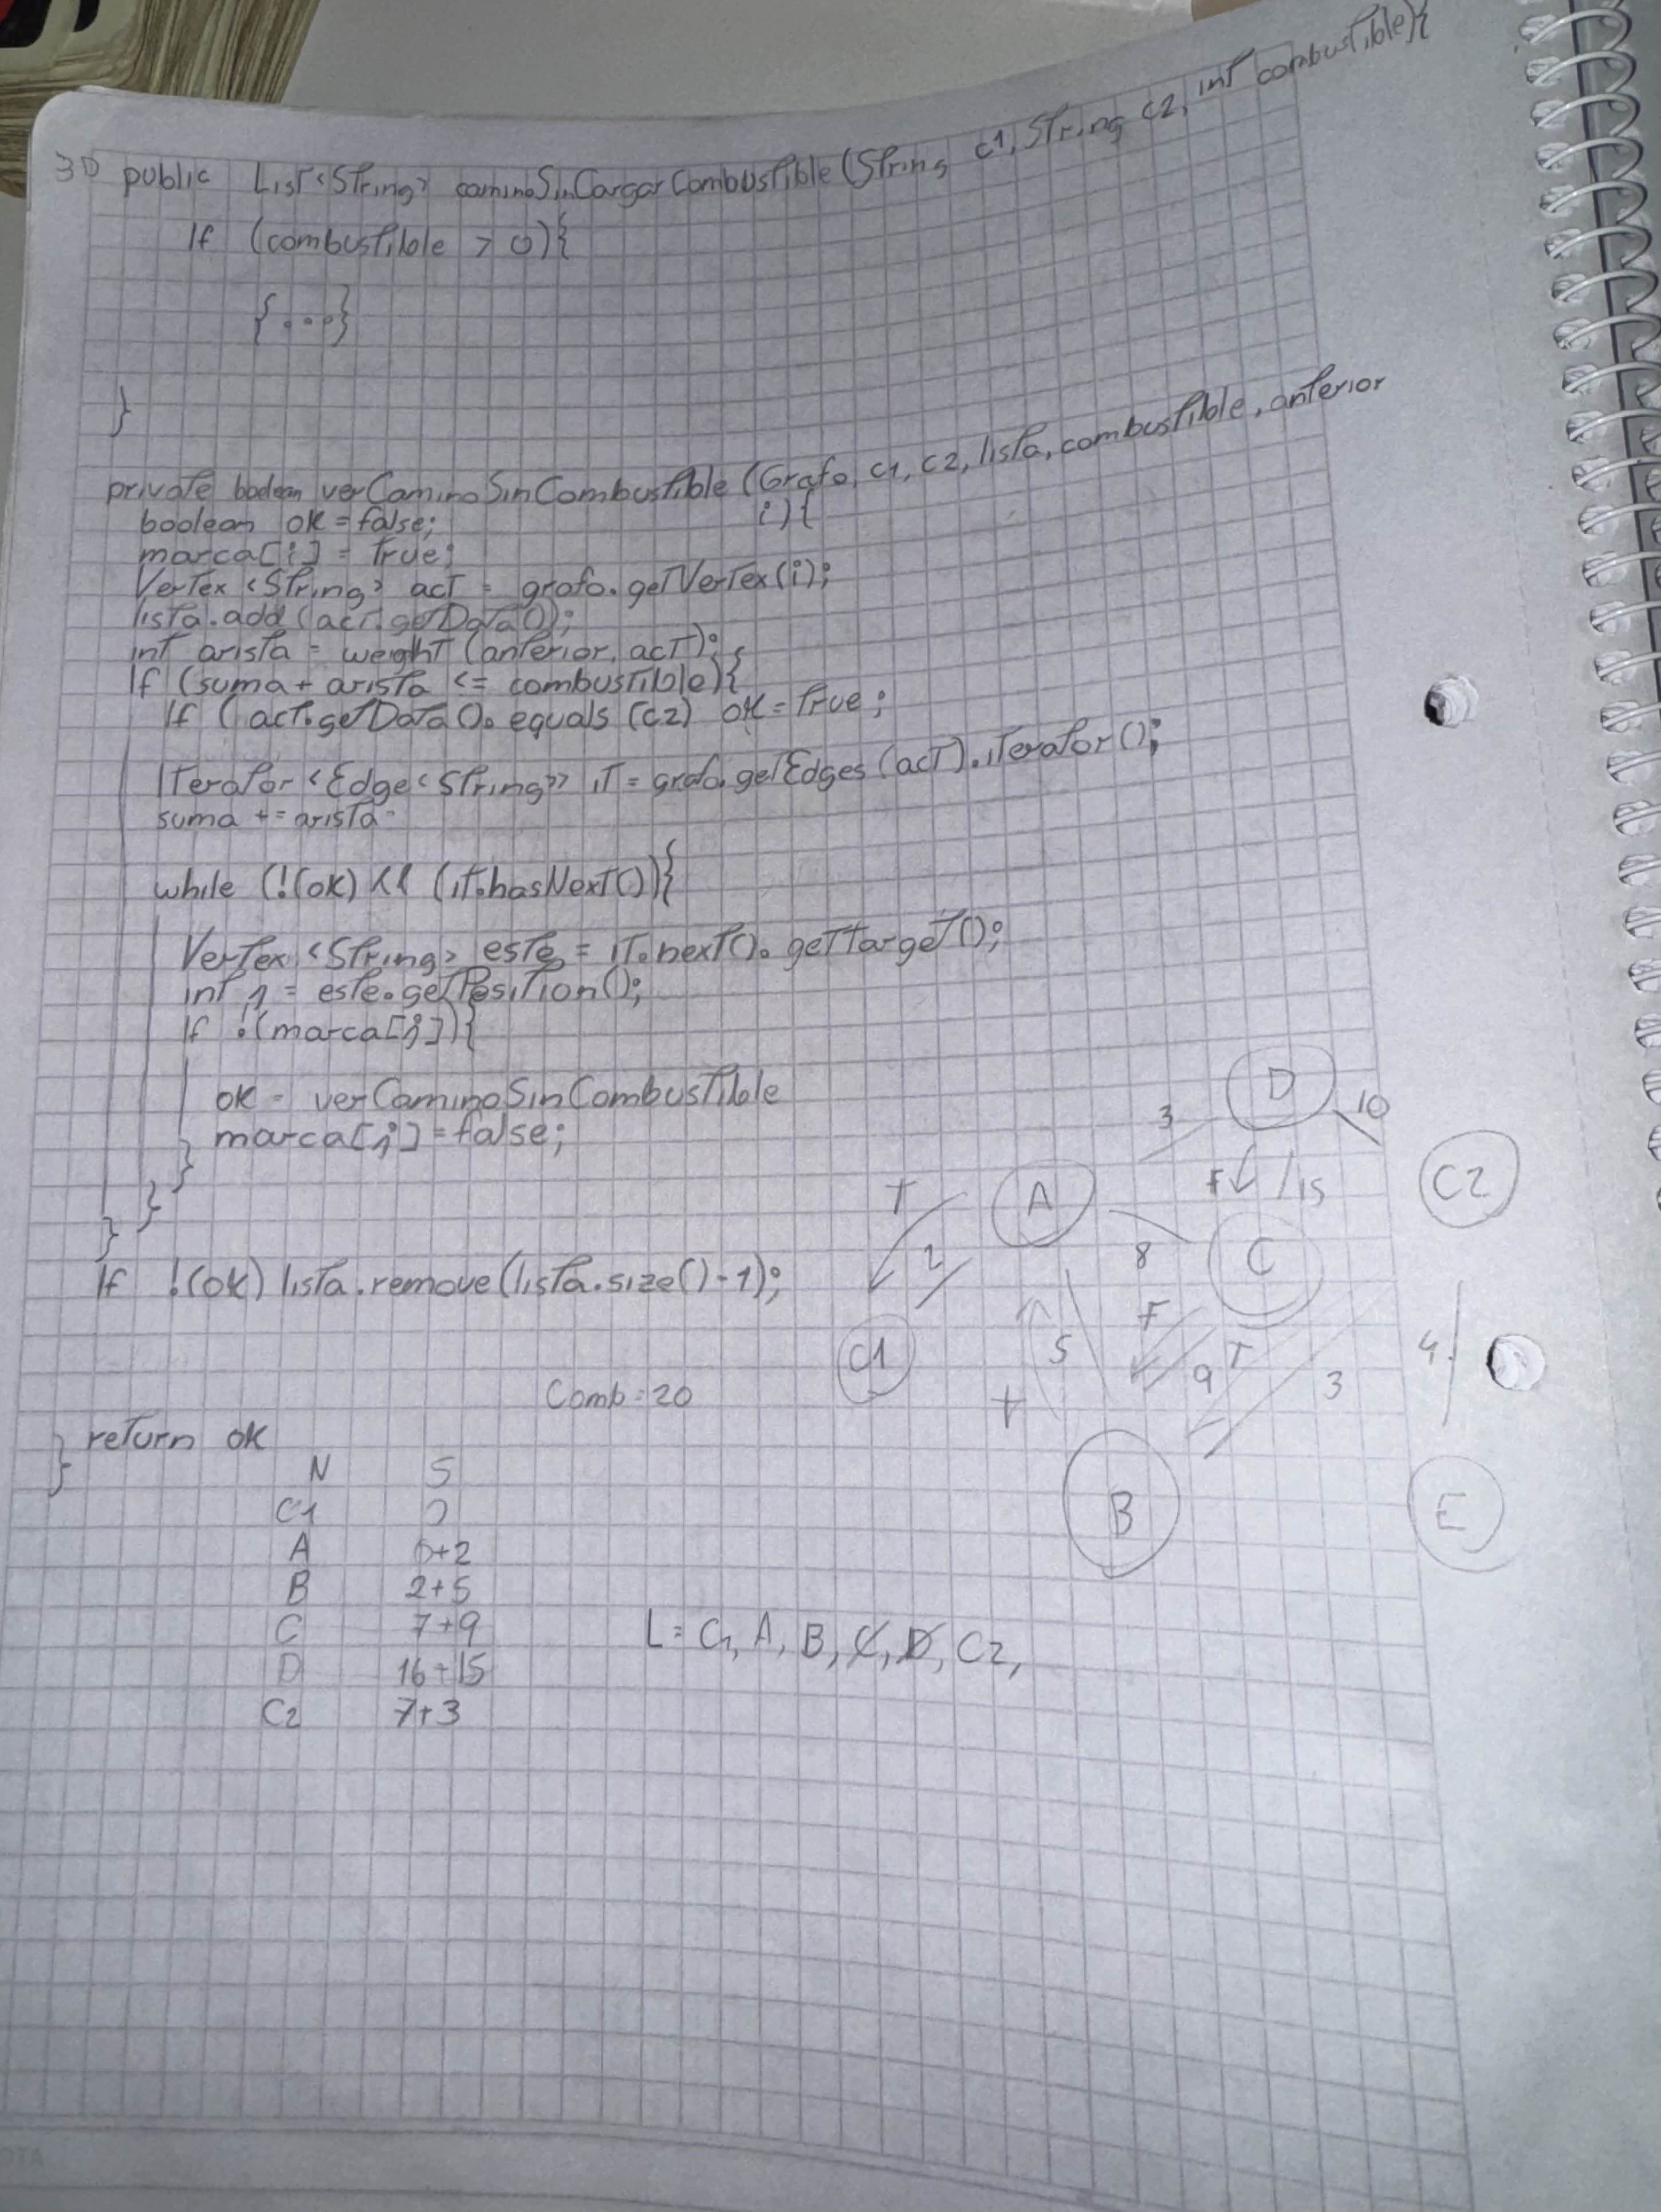 3D public List<String> caminoSinCargarCombustible (String c1, String c2, int combustible){
If (combustible > 0){
{...}
}
private boolean verCaminoSinCombustible (Grafo, c1, c2, lista, combustible, anterior
i){
boolean ok = false;
marca[i] = true;
Vertex <String> act = grafo.getVertex(i);
lista.add(act.getData());
int arista = weight (anterior, act);
If (suma + arista <= combustible){
If (act.getData().equals (c2) ok = true;
Iterator <Edge<String>> it = grafo.getEdges(act).iterator();
suma += arista
while (!(ok) && (it.hasNext()){
Vertex <String> este = it.next().getTarget();
int j = este.getPosition();
If !(marca[j]){
ok = verCaminoSinCombustible
marca[j] = false;
}
}
}
If !(ok) lista.remove(lista.size()-1);
return ok
}
D
3
10
A
F
15
C2
T
2
8
C
F
C1
5
9
T
3
4
B
E
Comb = 20
N S
C1 0
A 0+2
B 2+5
C 7+9
D 16+15
C2 7+3
L = C1, A, B, C, D, C2,